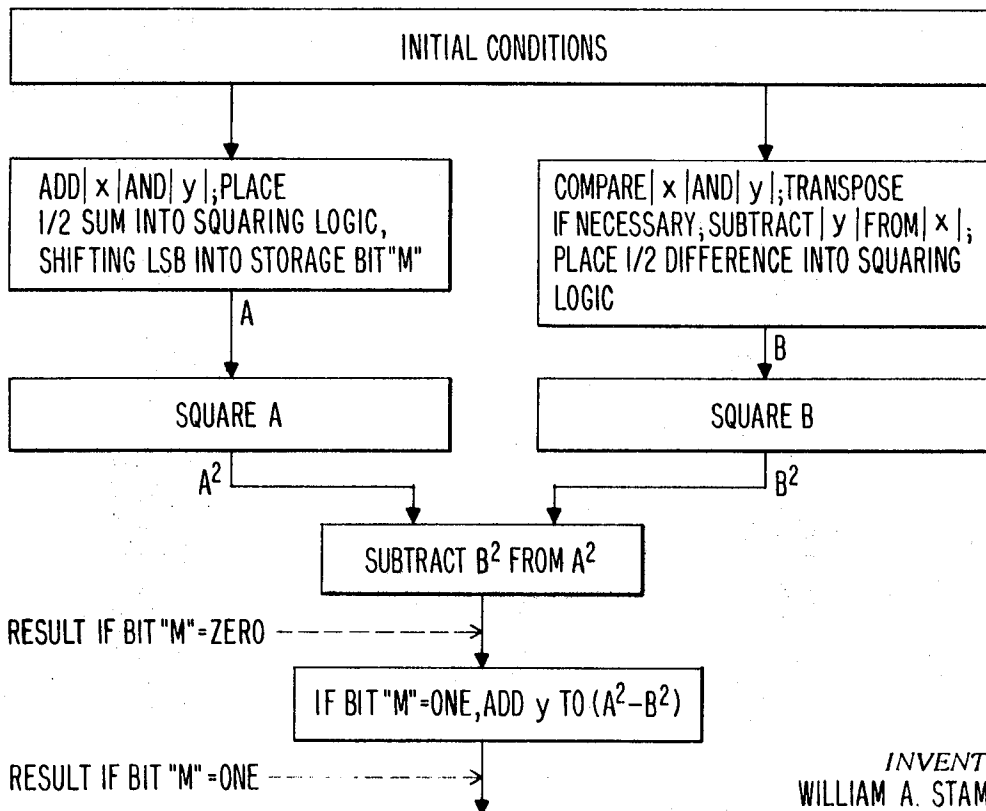 INITIAL CONDITIONS
ADD|x|AND|y|;PLACE
1/2 SUM INTO SQUARING LOGIC,
SHIFTING LSB INTO STORAGE BIT"M"
COMPARE|x|AND|y|;TRANSPOSE
IF NECESSARY;SUBTRACT|y|FROM|x|;
PLACE 1/2 DIFFERENCE INTO SQUARING
LOGIC
A
B
SQUARE A
SQUARE B
A²
B²
SUBTRACT B² FROM A²
RESULT IF BIT "M"=ZERO
IF BIT "M"=ONE, ADD y TO (A²-B²)
RESULT IF BIT "M"=ONE
INVENT
WILLIAM A. STAM